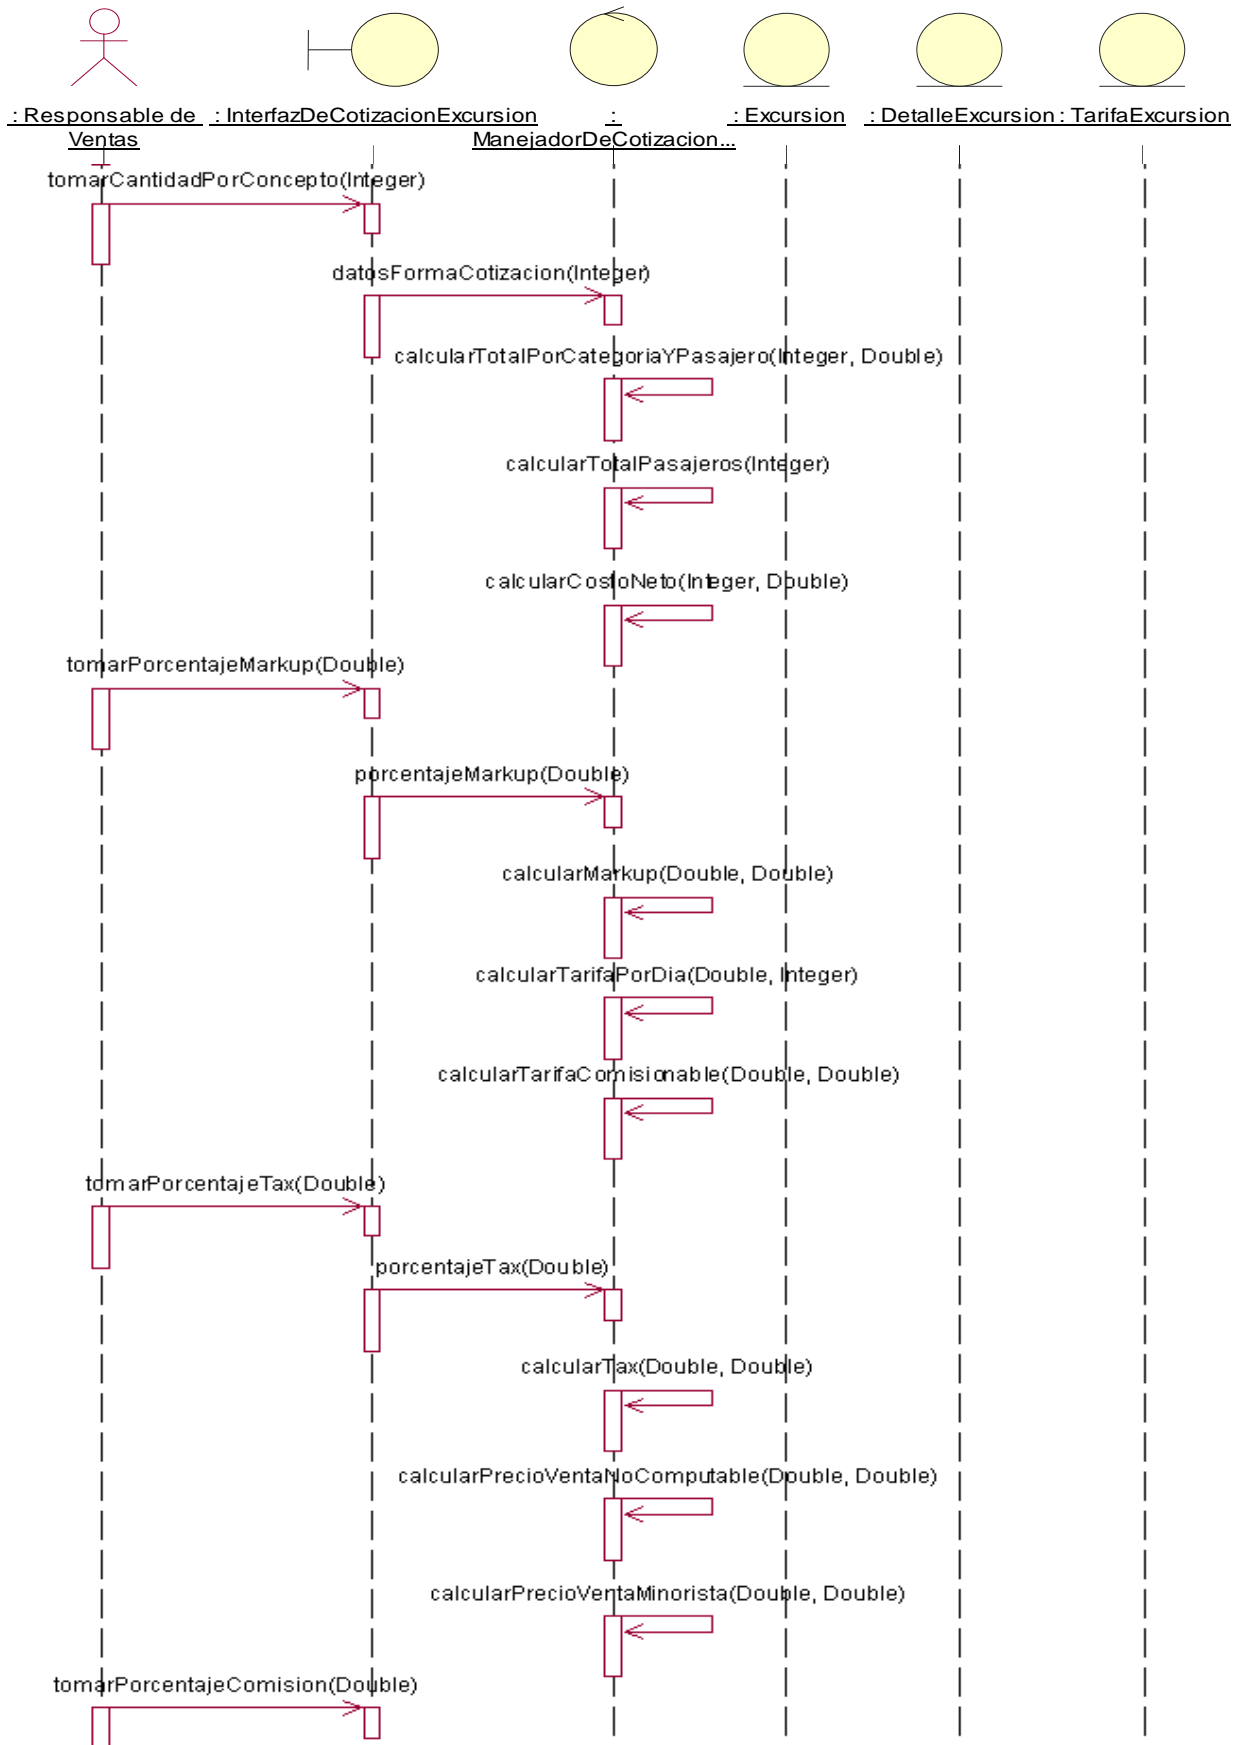 : Responsable de Ventas
: InterfazDeCotizacionExcursion
: ManejadorDeCotizacion...
: Excursion
: DetalleExcursion
: TarifaExcursion
tomarCantidadPorConcepto(Integer)
datosFormaCotizacion(Integer)
calcularTotalPorCategoriaYPasajero(Integer, Double)
calcularTotalPasajeros(Integer)
calcularCostoNeto(Integer, Double)
tomarPorcentajeMarkup(Double)
porcentajeMarkup(Double)
calcularMarkup(Double, Double)
calcularTarifaPorDia(Double, Integer)
calcularTarifaComisionable(Double, Double)
tomarPorcentajeTax(Double)
porcentajeTax(Double)
calcularTax(Double, Double)
calcularPrecioVentaNoComputable(Double, Double)
calcularPrecioVentaMinorista(Double, Double)
tomarPorcentajeComision(Double)